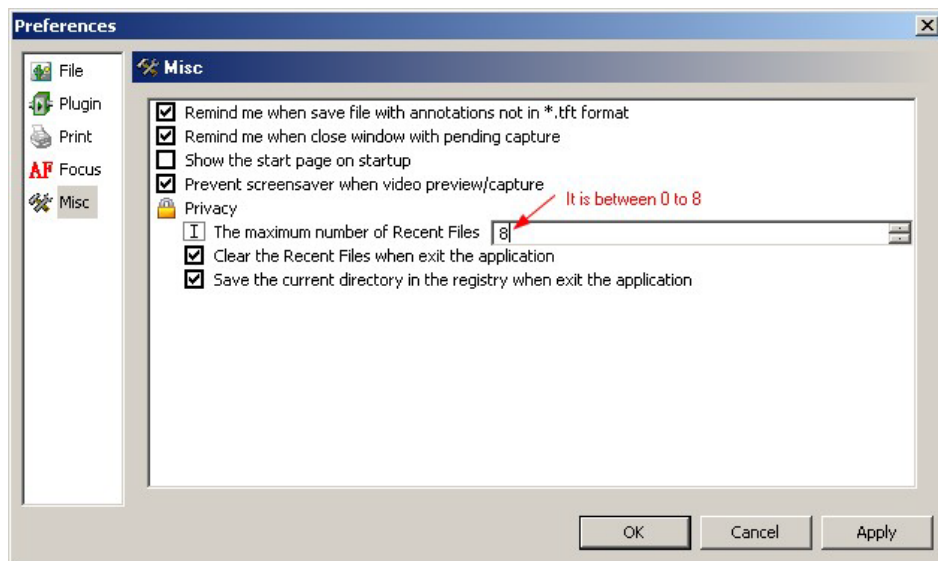 Preferences
File
Plugin
Print
AF Focus
Misc
Misc
Remind me when save file with annotations not in *.tft format
Remind me when close window with pending capture
Show the start page on startup
Prevent screensaver when video preview/capture
It is between 0 to 8
Privacy
The maximum number of Recent Files 8
Clear the Recent Files when exit the application
Save the current directory in the registry when exit the application
OK Cancel Apply